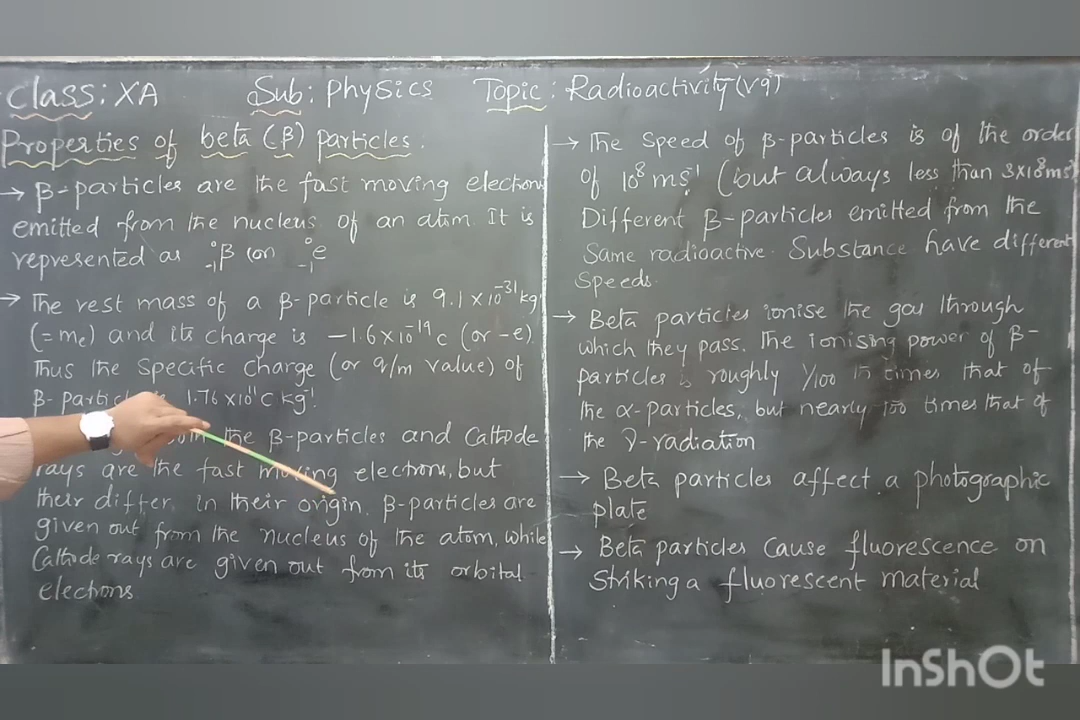 Class: XA Sub: Physics Topic: Radioactivity (V9)
Properties of beta (β) particles.
→ β-particles are the fast moving electrons
emitted from the nucleus of an atom. It is
represented as ⁰₋₁β (or) ⁰₋₁e
→ The rest mass of a β-particle is 9.1×10⁻³¹kg
(=mₑ) and its charge is -1.6×10⁻¹⁹c (or -e)
Thus the specific charge (or q/m value) of
β-particle 1.76×10¹¹c kg⁻¹.
the β-particles and Cathode
rays are the fast moving electrons, but
their differ in their origin. β-particles are
given out from the nucleus of the atom, while
Cathode rays are given out from its orbital
electrons
→ The speed of β-particles is of the order
of 10⁸ ms⁻¹ (but always less than 3×10⁸ms⁻¹)
Different β-particles emitted from the
same radioactive substance have different
speeds.
→ Beta particles ionise the gas through
which they pass. The ionising power of β-
particles is roughly 1/100 th times that of
the α-particles, but nearly 100 times that of
the γ-radiation
→ Beta particles affect a photographic
plate
→ Beta particles cause fluorescence on
striking a fluorescent material
InShOt